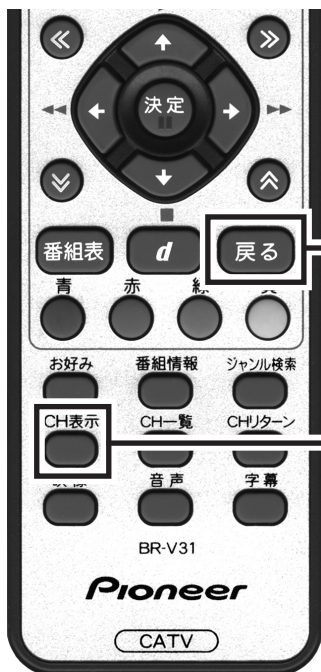 決定
番組表 d 戻る
青 赤
お好み 番組情報 ジャンル検索
CH表示 CH一覧 CHリターン
音声 字幕
BR-V31
Pioneer
CATV